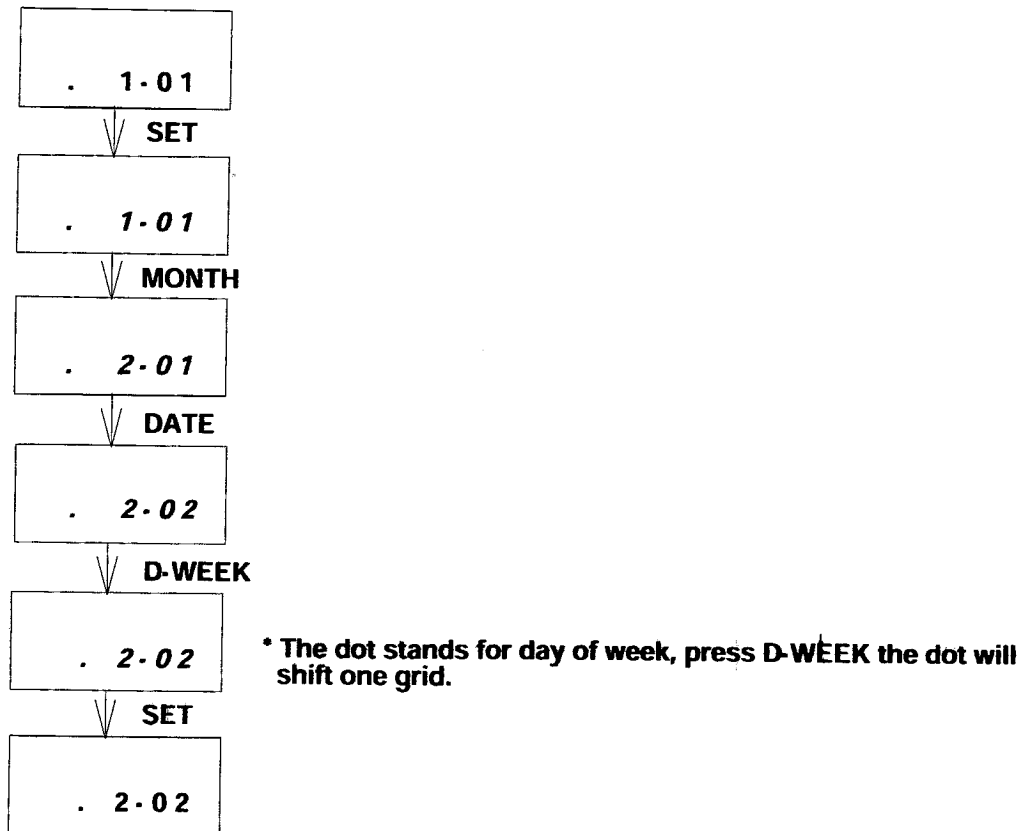 . 1-01
SET
. 1-01
MONTH
. 2-01
DATE
. 2-02
D-WEEK
. 2-02
* The dot stands for day of week, press D-WEEK the dot will
shift one grid.
SET
. 2-02